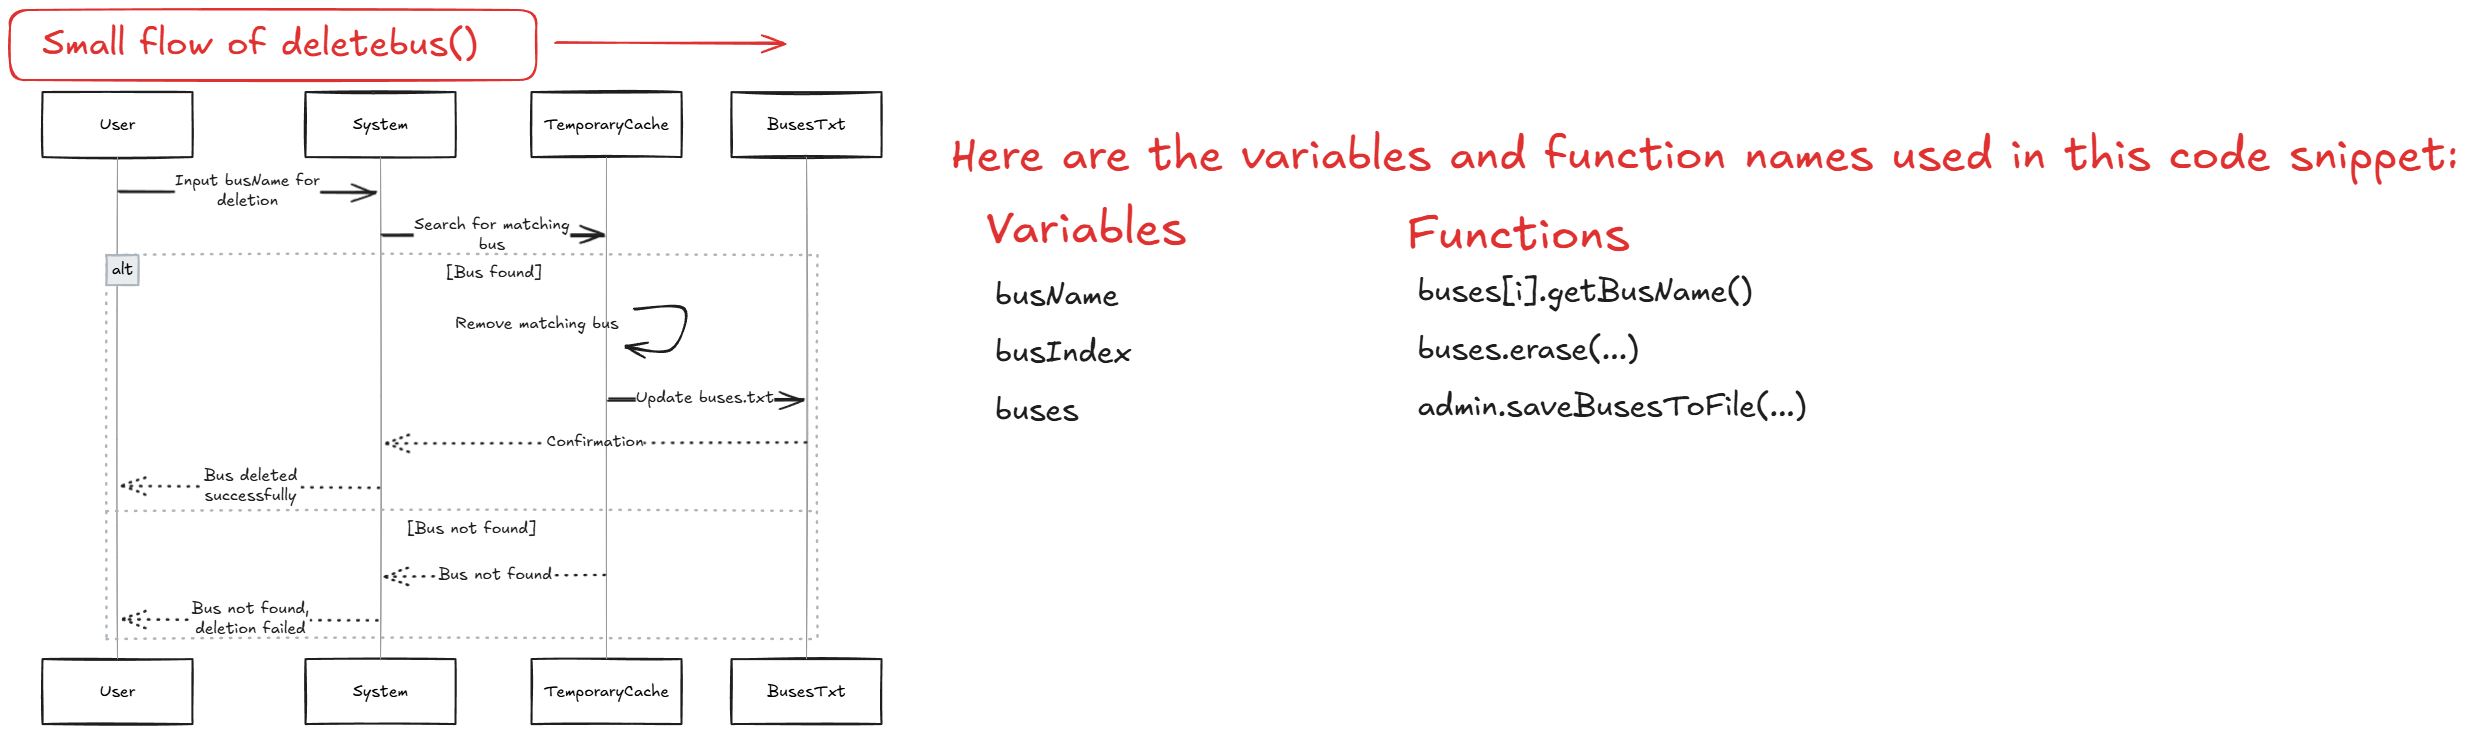 Small flow of deletebus()
User
System
TemporaryCache
BusesTxt
Input busName for
deletion
Search for matching
bus
alt
[Bus found]
Remove matching bus
Update buses.txt
Confirmation
Bus deleted
successfully
[Bus not found]
Bus not found
Bus not found,
deletion failed
User
System
TemporaryCache
BusesTxt
Here are the variables and function names used in this code snippet:
Variables
busName
busIndex
buses
Functions
buses[i].getBusName()
buses.erase(...)
admin.saveBusesToFile(...)